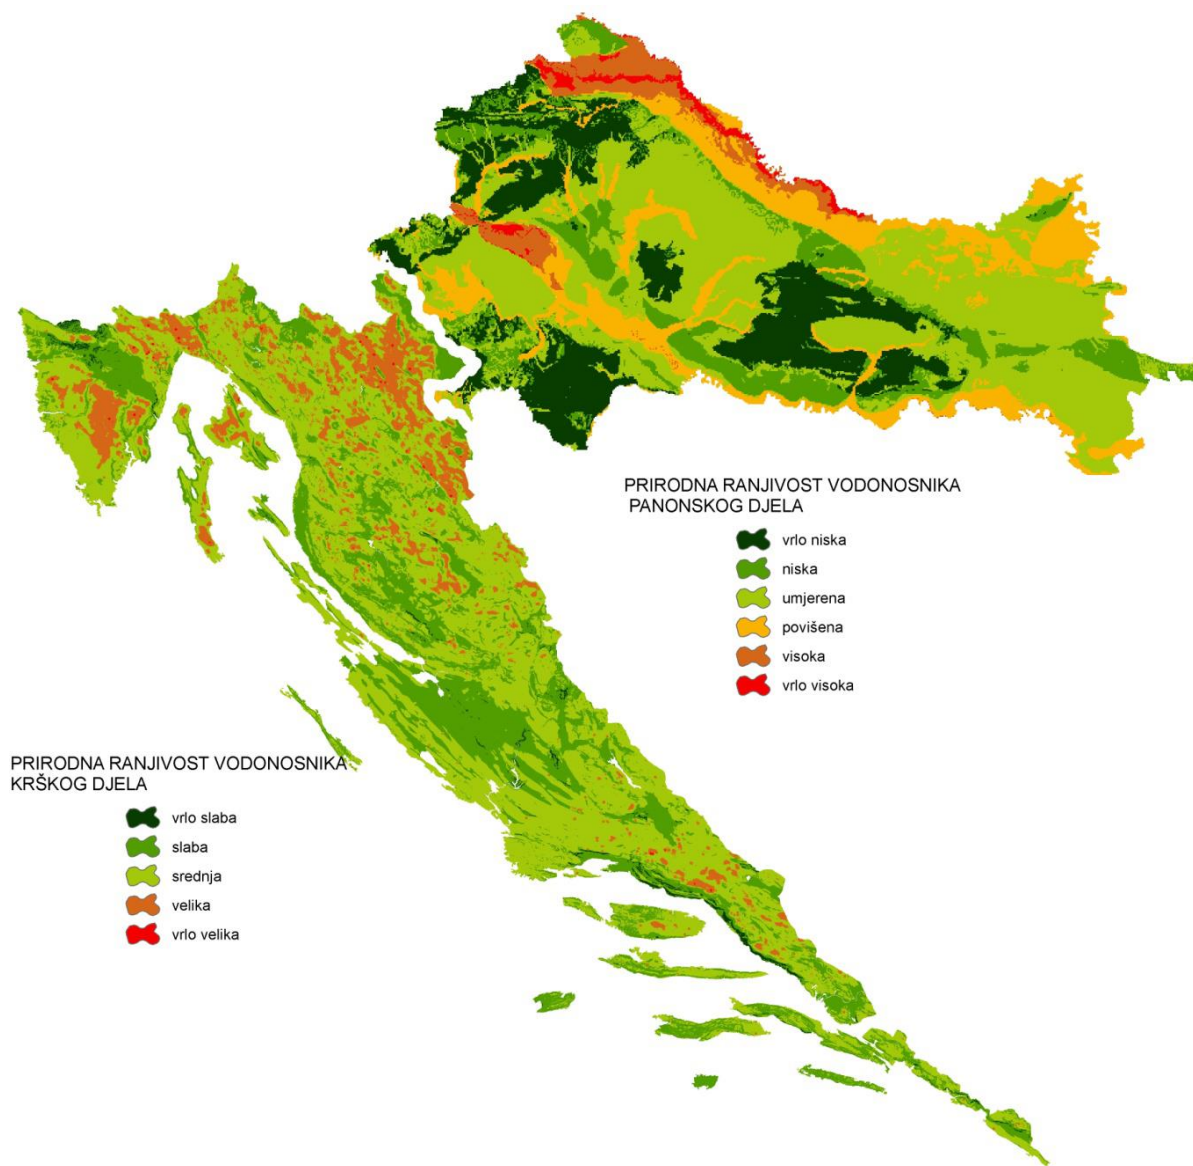 PRIRODNA RANJIVOST VODONOSNIKA
PANONSKOG DJELA
vrlo niska
niska
umjerena
povišena
visoka
vrlo visoka
PRIRODNA RANJIVOST VODONOSNIKA
KRŠKOG DJELA
vrlo slaba
slaba
srednja
velika
vrlo velika